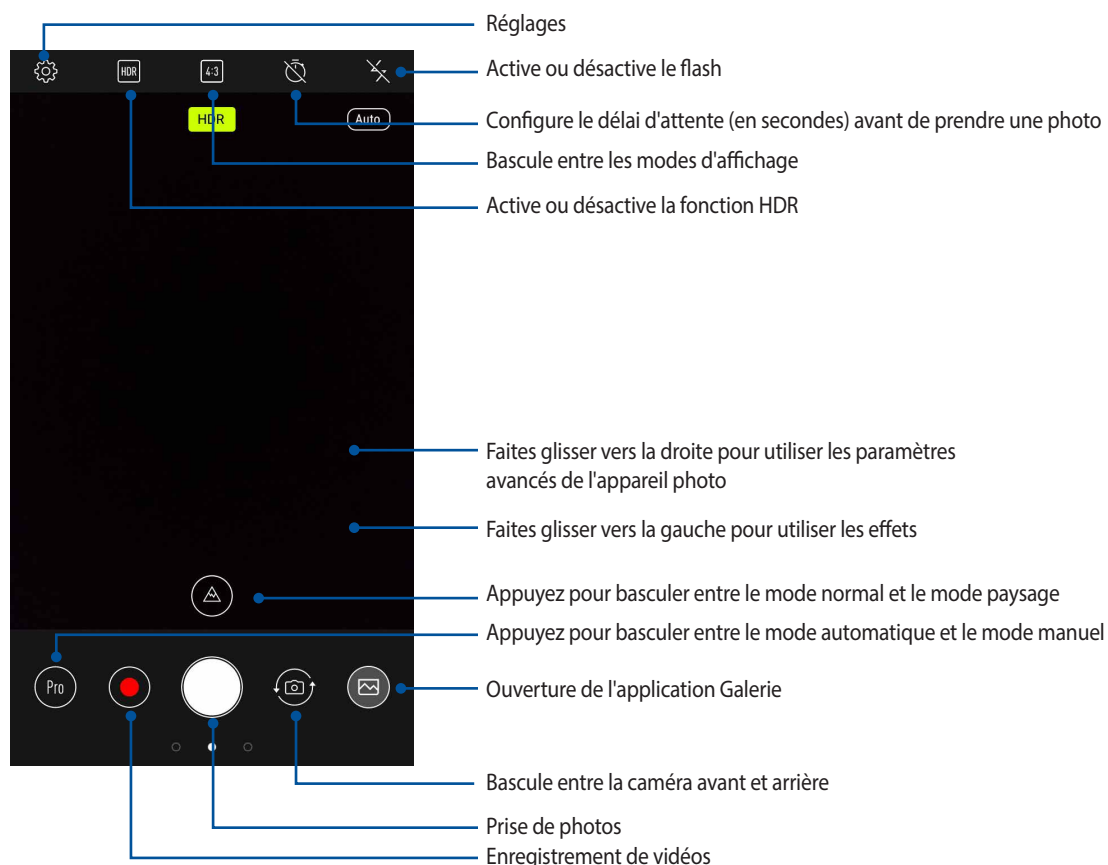 Réglages
Active ou désactive le flash
HDR
4:3
HDR
Auto
Configure le délai d'attente (en secondes) avant de prendre une photo
Bascule entre les modes d'affichage
Active ou désactive la fonction HDR
Faites glisser vers la droite pour utiliser les paramètres
avancés de l'appareil photo
Faites glisser vers la gauche pour utiliser les effets
Appuyez pour basculer entre le mode normal et le mode paysage
Appuyez pour basculer entre le mode automatique et le mode manuel
Pro
Ouverture de l'application Galerie
Bascule entre la caméra avant et arrière
Prise de photos
Enregistrement de vidéos